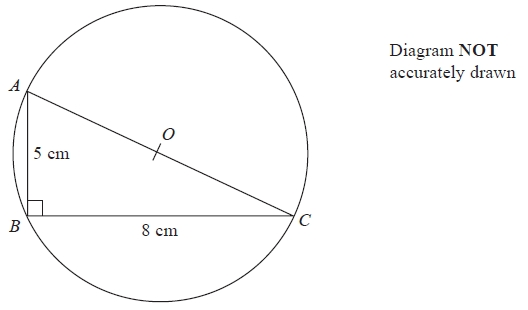 Diagram NOT
accurately drawn
A
O
5 cm
B
8 cm
C